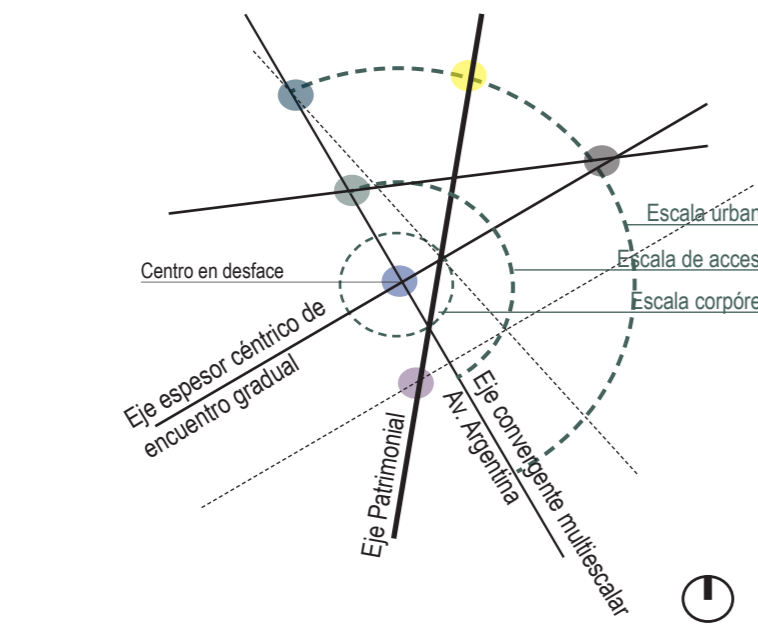 Escala urban
Escala de acces
Centro en desface
Escala corpóre
Eje espesor céntrico de
encuentro gradual
Eje Patrimonial
Av. Argentina
Eje convergente multiescalar